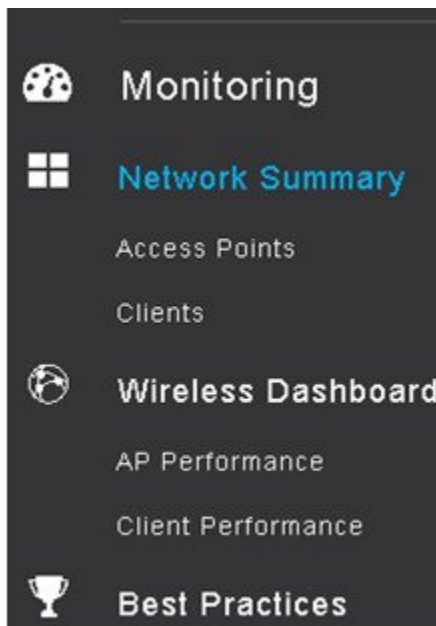 Monitoring
Network Summary
Access Points
Clients
Wireless Dashboard
AP Performance
Client Performance
Best Practices